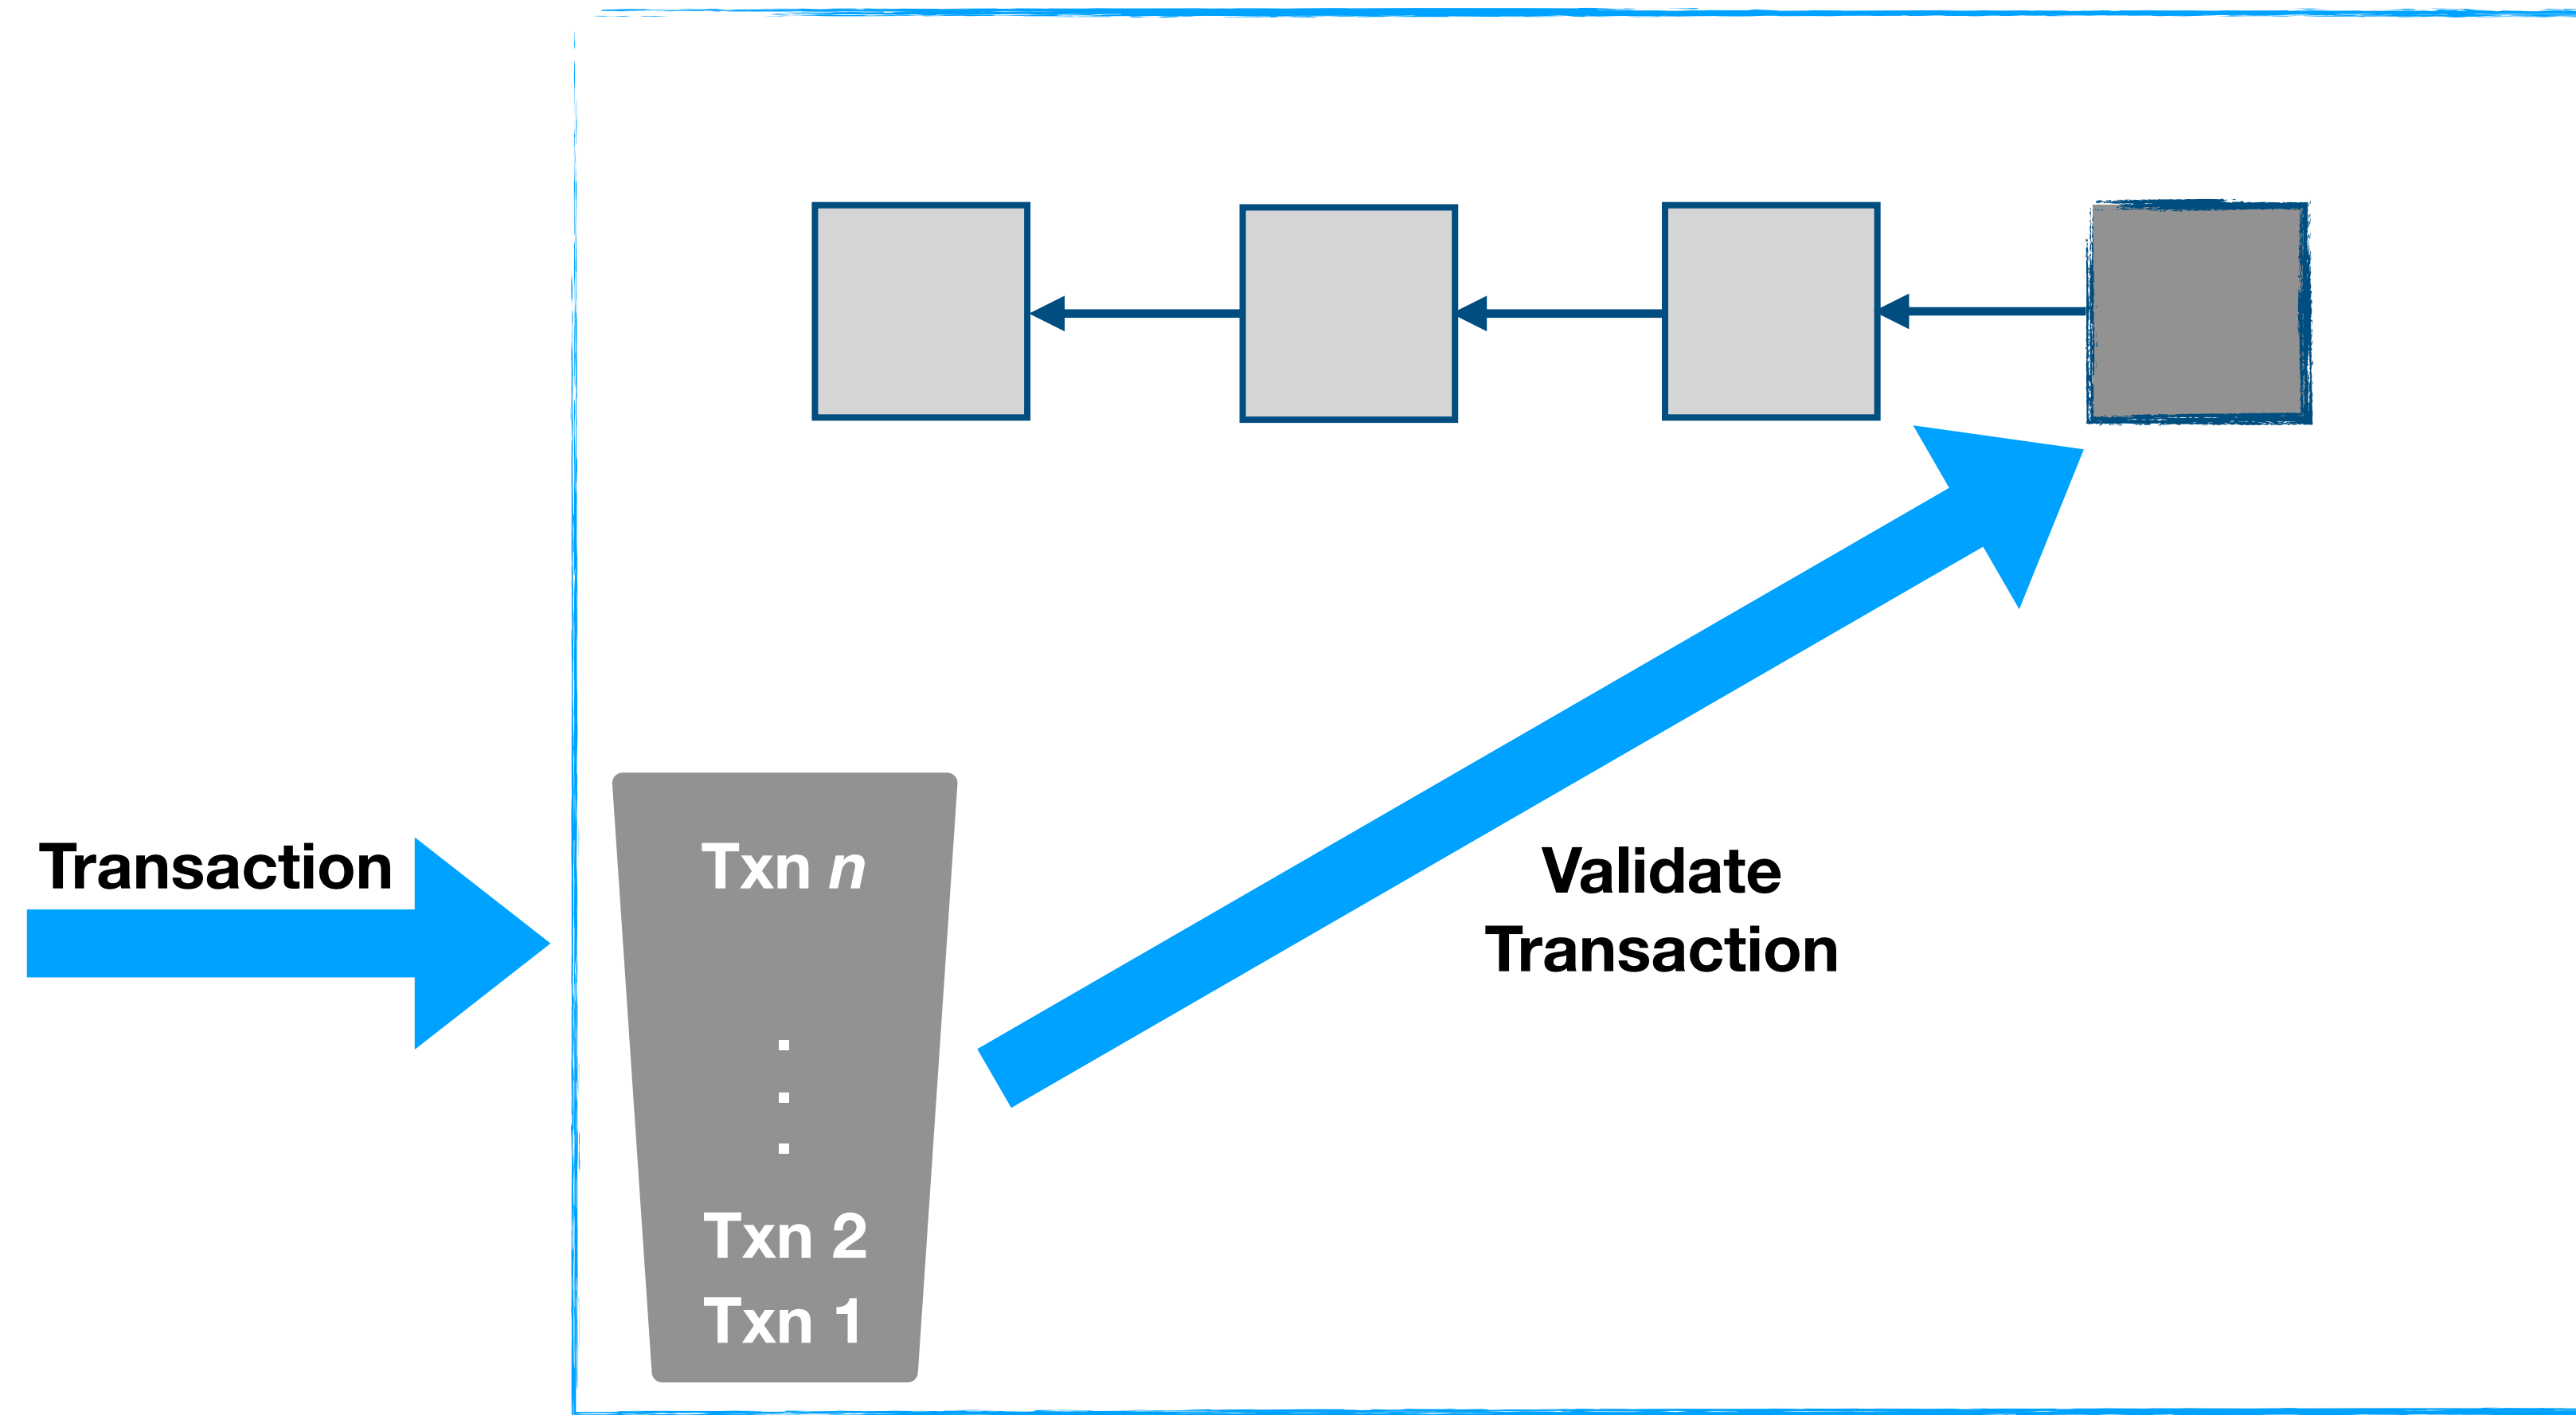 Transaction
Txn n
.
.
.
Txn 2
Txn 1
Validate
Transaction